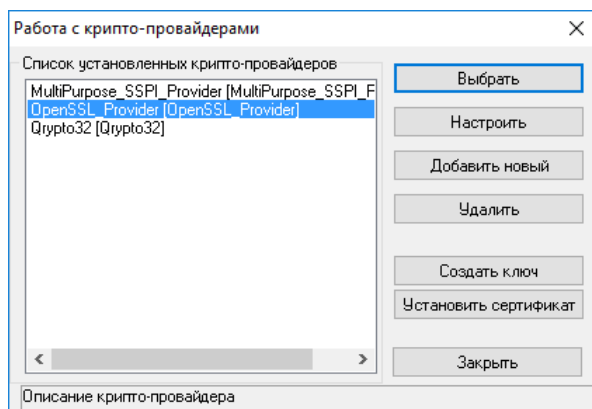 Работа с крипто-провайдерами
Список установленных крипто-провайдеров
MultiPurpose_SSPI_Provider [MultiPurpose_SSPI_F
OpenSSL_Provider [OpenSSL_Provider]
Qrypto32 [Qrypto32]
Выбрать
Настроить
Добавить новый
Удалить
Создать ключ
Установить сертификат
Закрыть
Описание крипто-провайдера